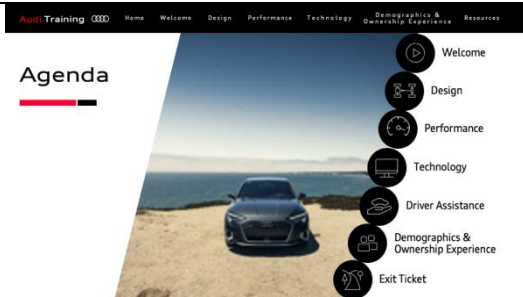 Audi Training Home Welcome Design Performance Technology Demographics & Ownership Experience Resources
Agenda
Welcome
Design
Performance
Technology
Driver Assistance
Demographics &
Ownership Experience
Exit Ticket